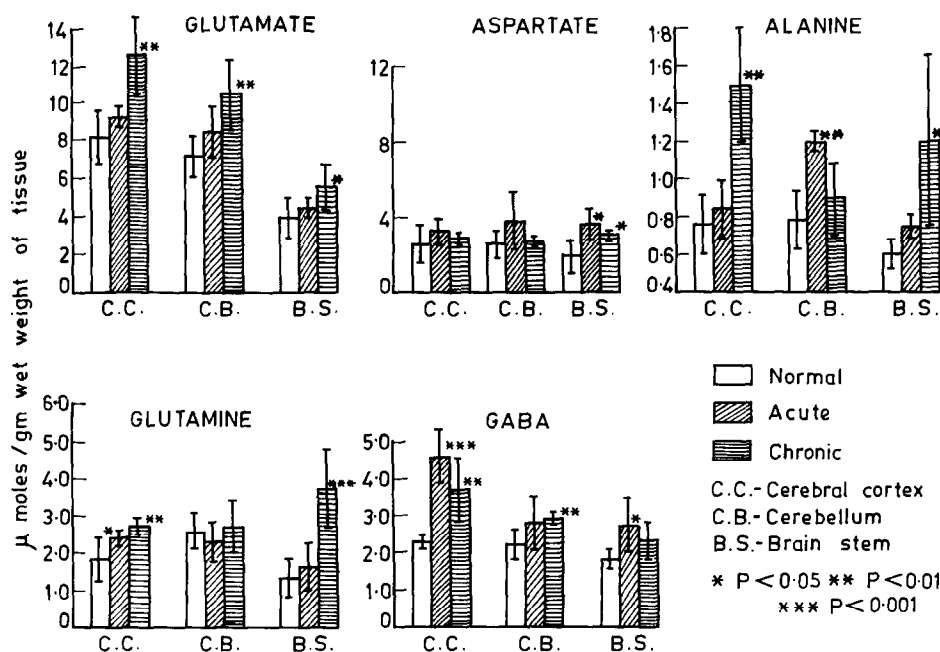 μ moles/gm wet weight of tissue
GLUTAMATE
14
12
10
8
6
4
2
0
** ** *
C.C. C.B. B.S.
ASPARTATE
12
8
4
0
* *
C.C. C.B. B.S.
ALANINE
1·8
1·6
1·4
1·2
1·0
0·8
0·6
0·4
** ** *
C.C. C.B. B.S.
GLUTAMINE
6·0
5·0
4·0
3·0
2·0
1·0
0
* ** ***
C.C. C.B. B.S.
GABA
5·0
4·0
3·0
2·0
1·0
0
*** ** ** *
C.C. C.B. B.S.
Normal
Acute
Chronic
C.C.-Cerebral cortex
C.B.-Cerebellum
B.S.-Brain stem
* P<0·05 ** P<0·01
*** P<0·001